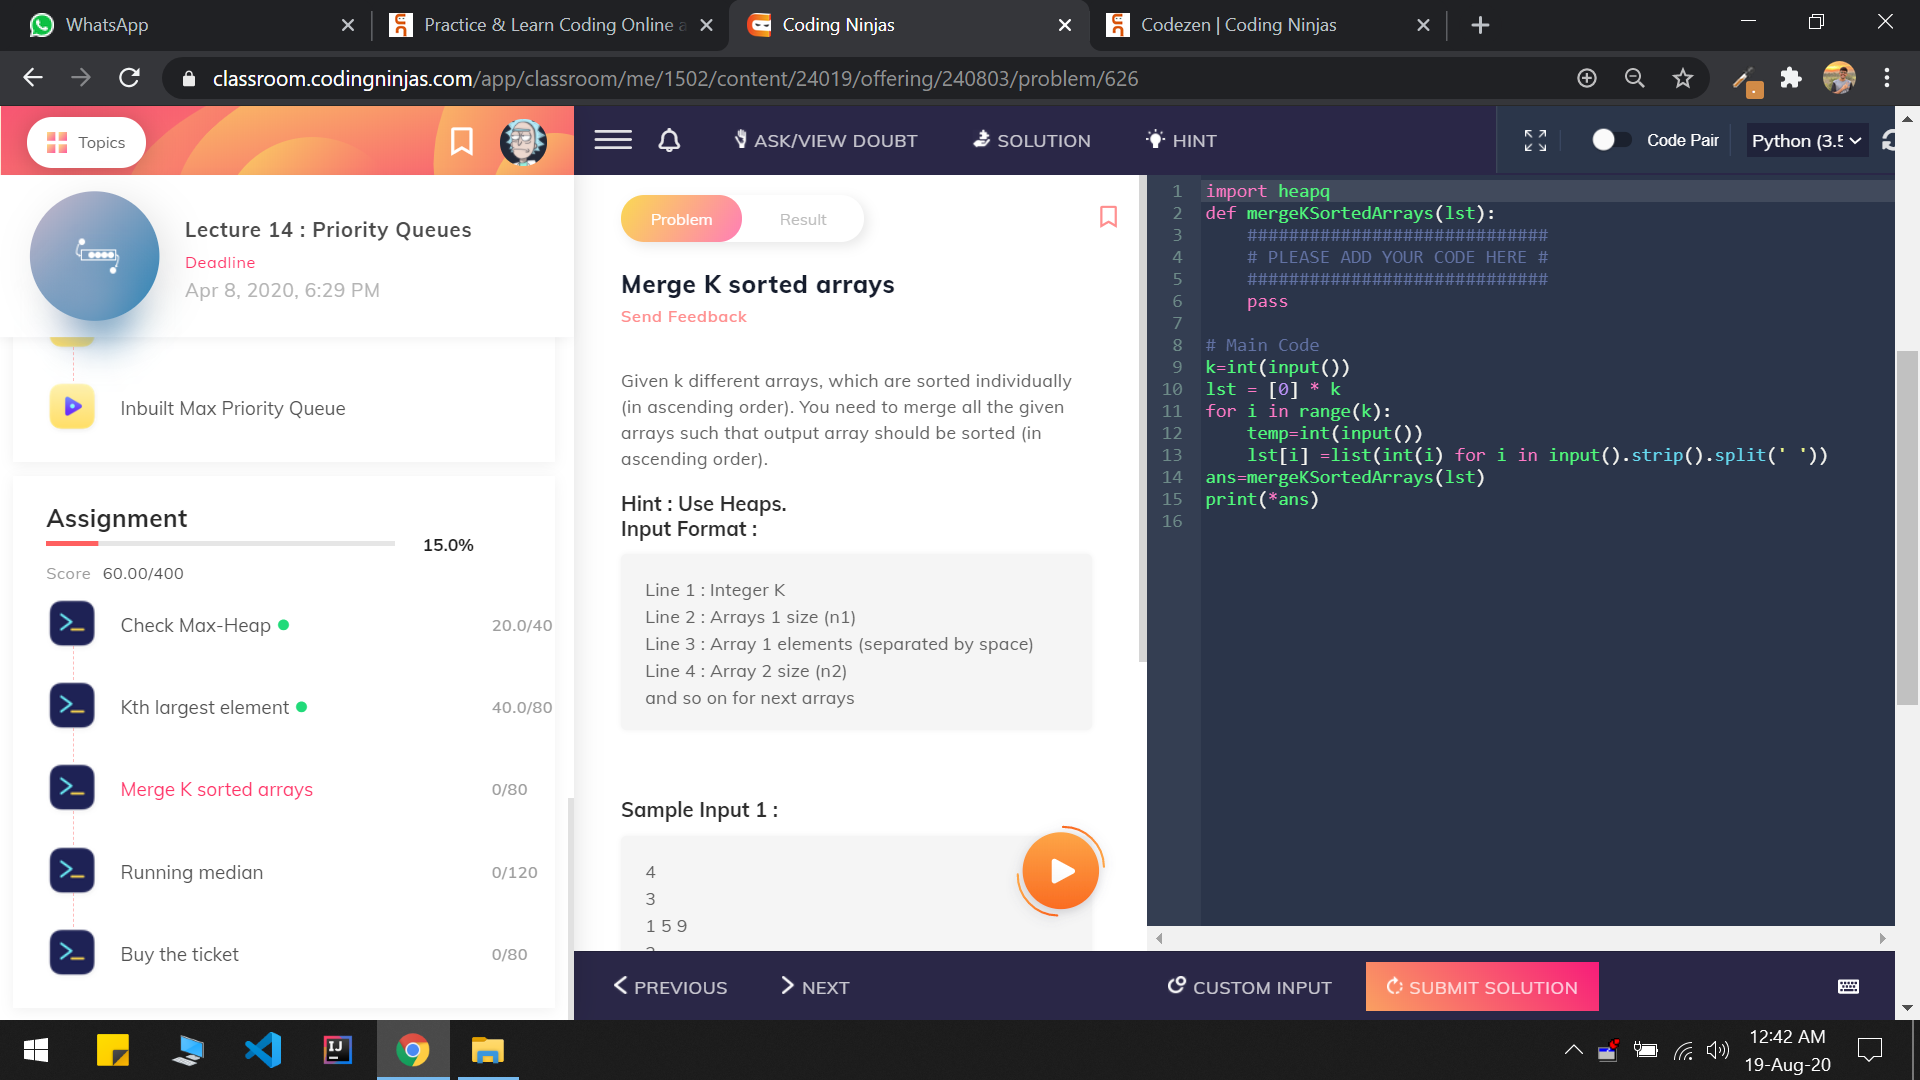 WhatsApp
Practice & Learn Coding Online a
Coding Ninjas
Codezen | Coding Ninjas
classroom.codingninjas.com/app/classroom/me/1502/content/24019/offering/240803/problem/626
Topics
ASK/VIEW DOUBT
SOLUTION
HINT
Code Pair
Python (3.5
Lecture 14 : Priority Queues
Deadline
Apr 8, 2020, 6:29 PM
Inbuilt Max Priority Queue
Assignment
15.0%
Score 60.00/400
Check Max-Heap 20.0/40
Kth largest element 40.0/80
Merge K sorted arrays 0/80
Running median 0/120
Buy the ticket 0/80
Problem
Result
Merge K sorted arrays
Send Feedback
Given k different arrays, which are sorted individually
(in ascending order). You need to merge all the given
arrays such that output array should be sorted (in
ascending order).
Hint : Use Heaps.
Input Format :
Line 1 : Integer K
Line 2 : Arrays 1 size (n1)
Line 3 : Array 1 elements (separated by space)
Line 4 : Array 2 size (n2)
and so on for next arrays
Sample Input 1 :
4
3
1 5 9
1 import heapq
2 def mergeKSortedArrays(lst):
3     #############################
4     # PLEASE ADD YOUR CODE HERE #
5     #############################
6     pass
7
8 # Main Code
9 k=int(input())
10 lst = [0] * k
11 for i in range(k):
12     temp=int(input())
13     lst[i] =list(int(i) for i in input().strip().split(' '))
14 ans=mergeKSortedArrays(lst)
15 print(*ans)
16
PREVIOUS
NEXT
CUSTOM INPUT
SUBMIT SOLUTION
12:42 AM
19-Aug-20